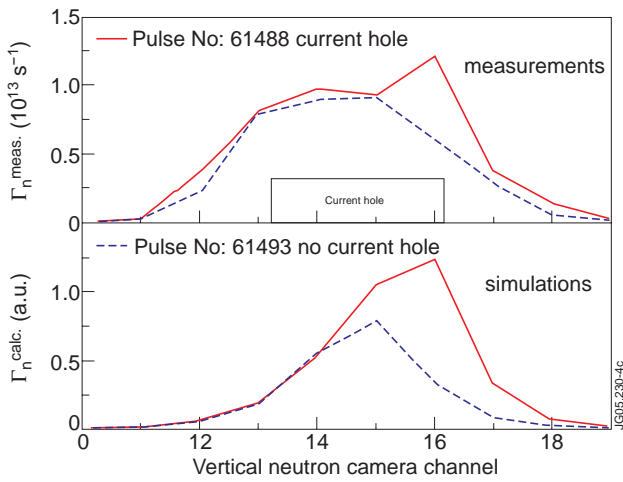 1.5
Pulse No: 61488 current hole
measurements
Γn^meas. (10^13 s^–1)
1.0
0.5
Current hole
0
Pulse No: 61493 no current hole
simulations
Γn^calc. (a.u.)
1.0
0.5
0
0 12 14 16 18
Vertical neutron camera channel
JG05.230-4c